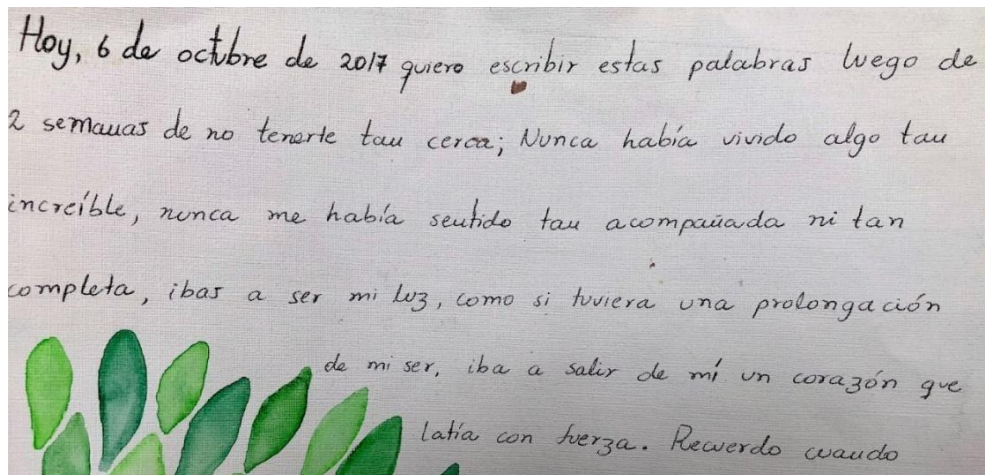 Hoy, 6 de octubre de 2017 quiero escribir estas palabras luego de
2 semanas de no tenerte tan cerca; Nunca había vivido algo tan
increíble, nunca me había sentido tan acompañada ni tan
completa, ibas a ser mi luz, como si tuviera una prolongación
de mi ser, iba a salir de mí un corazón que
latía con fuerza. Recuerdo cuando